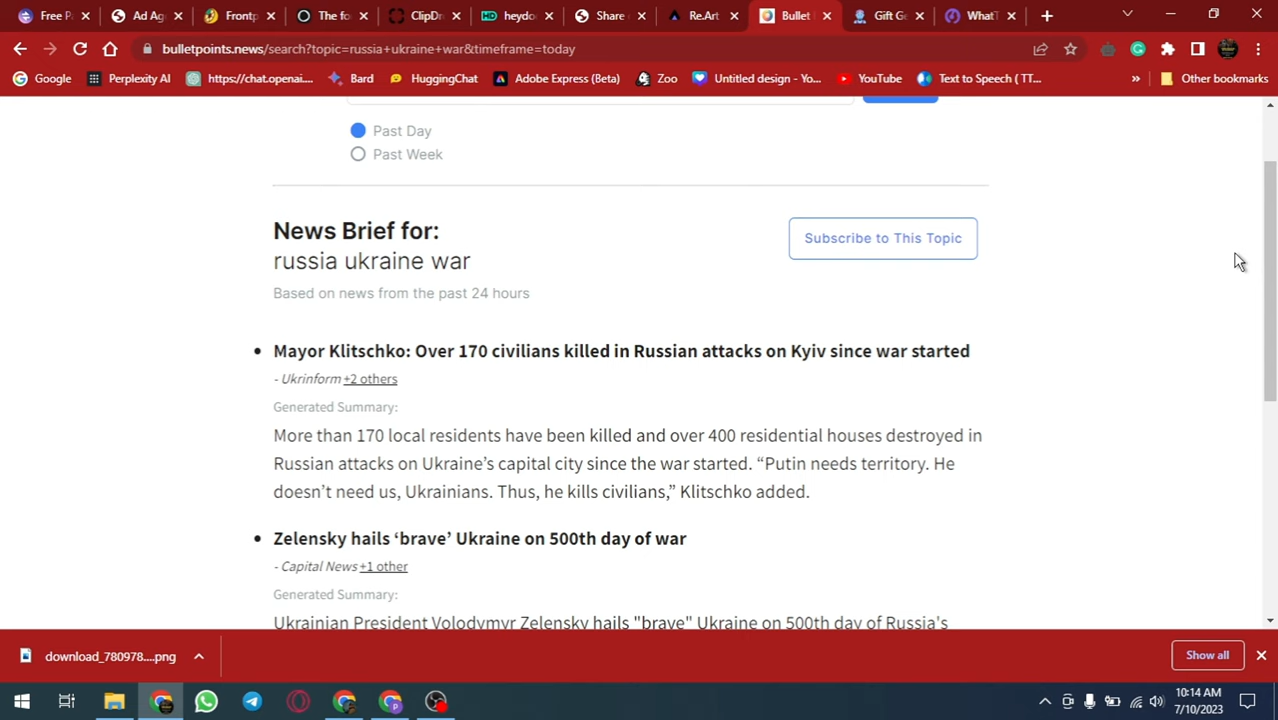 Free P
Ad Age
Frontp
The fo
ClipDr
heydo
Share
Re.Art
Bullet
Gift Ge
WhatT
bulletpoints.news/search?topic=russia+ukraine+war&timeframe=today
Google
Perplexity AI
https://chat.openai....
Bard
HuggingChat
Adobe Express (Beta)
Zoo
Untitled design - Yo...
YouTube
Text to Speech ( TT...
»
Other bookmarks
Past Day
Past Week
News Brief for:
Subscribe to This Topic
russia ukraine war
Based on news from the past 24 hours
• Mayor Klitschko: Over 170 civilians killed in Russian attacks on Kyiv since war started
- Ukrinform +2 others
Generated Summary:
More than 170 local residents have been killed and over 400 residential houses destroyed in
Russian attacks on Ukraine’s capital city since the war started. “Putin needs territory. He
doesn’t need us, Ukrainians. Thus, he kills civilians,” Klitschko added.
• Zelensky hails ‘brave’ Ukraine on 500th day of war
- Capital News +1 other
Generated Summary:
Ukrainian President Volodymyr Zelensky hails "brave" Ukraine on 500th day of Russia's
download_780978....png
Show all
10:14 AM
7/10/2023